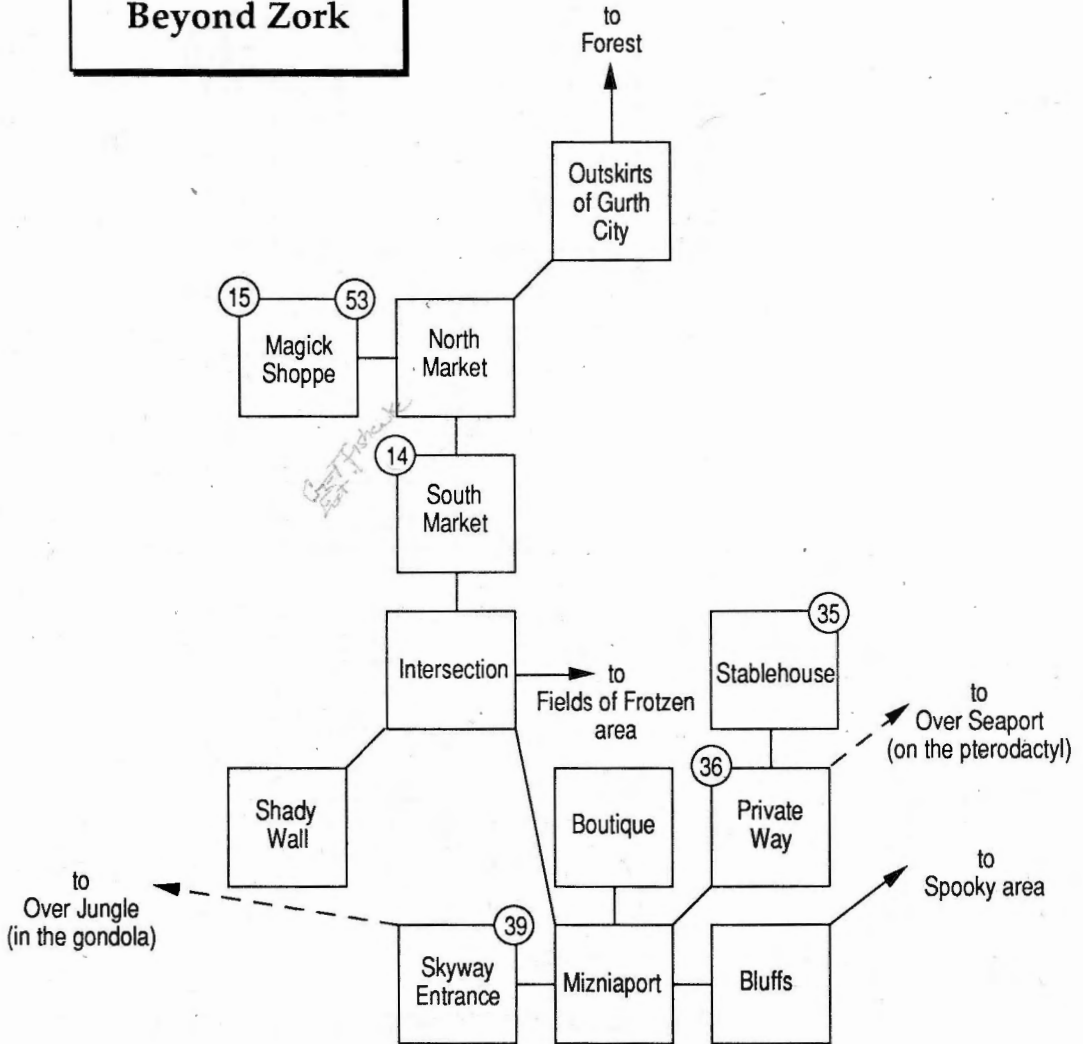 Beyond Zork
to
Forest
Outskirts
of Gurth
City
15
53
Magick
Shoppe
North
Market
14
South
Market
Intersection
to
Fields of Frotzen
area
35
Stablehouse
to
Over Seaport
(on the pterodactyl)
36
Private
Way
Boutique
Shady
Wall
to
Spooky area
to
Over Jungle
(in the gondola)
39
Skyway
Entrance
Mizniaport
Bluffs